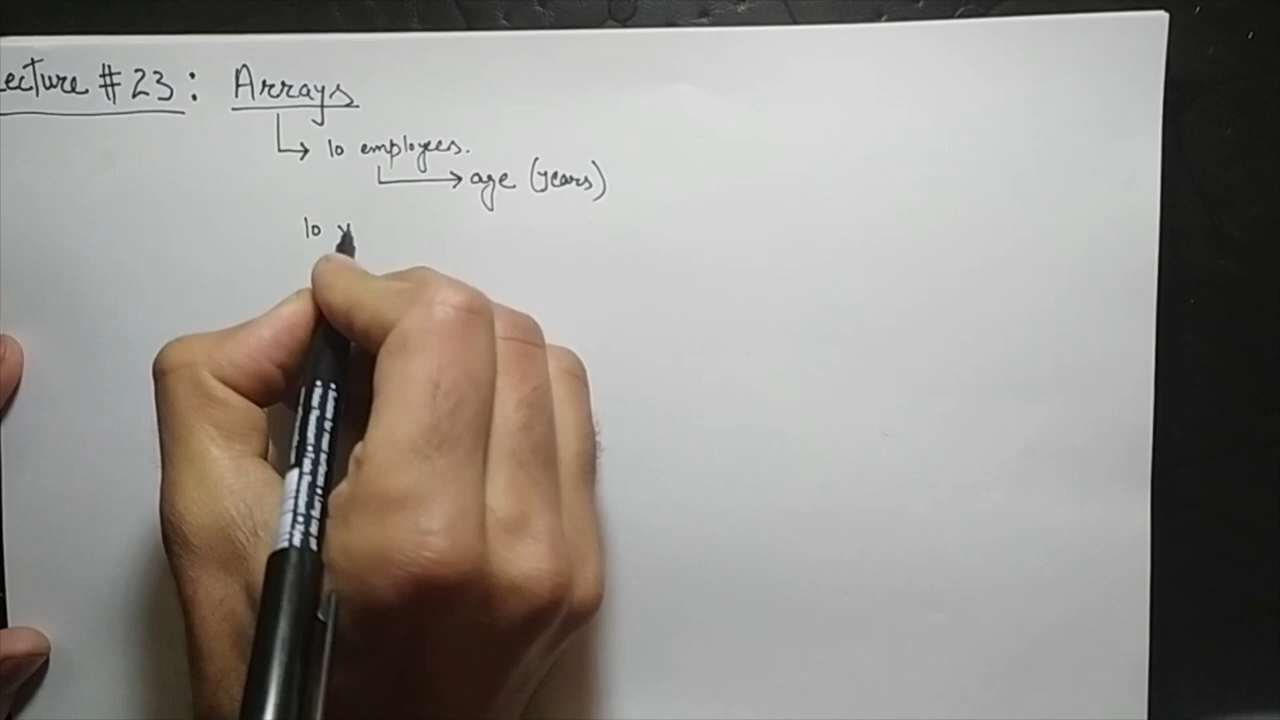 ecture # 23 : Arrays
10 employees.
age (years)
10 v